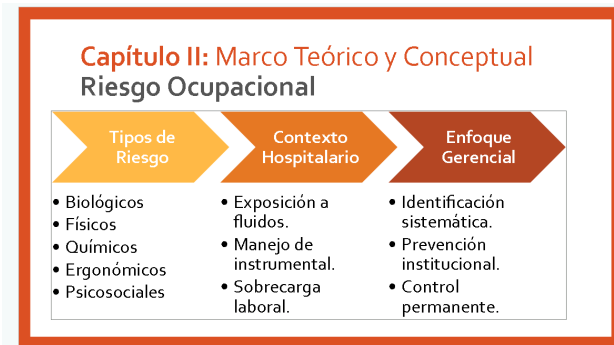 Capítulo II: Marco Teórico y Conceptual
Riesgo Ocupacional
Tipos de
Riesgo
• Biológicos
• Físicos
• Químicos
• Ergonómicos
• Psicosociales
Contexto
Hospitalario
• Exposición a
fluidos.
• Manejo de
instrumental.
• Sobrecarga
laboral.
Enfoque
Gerencial
• Identificación
sistemática.
• Prevención
institucional.
• Control
permanente.